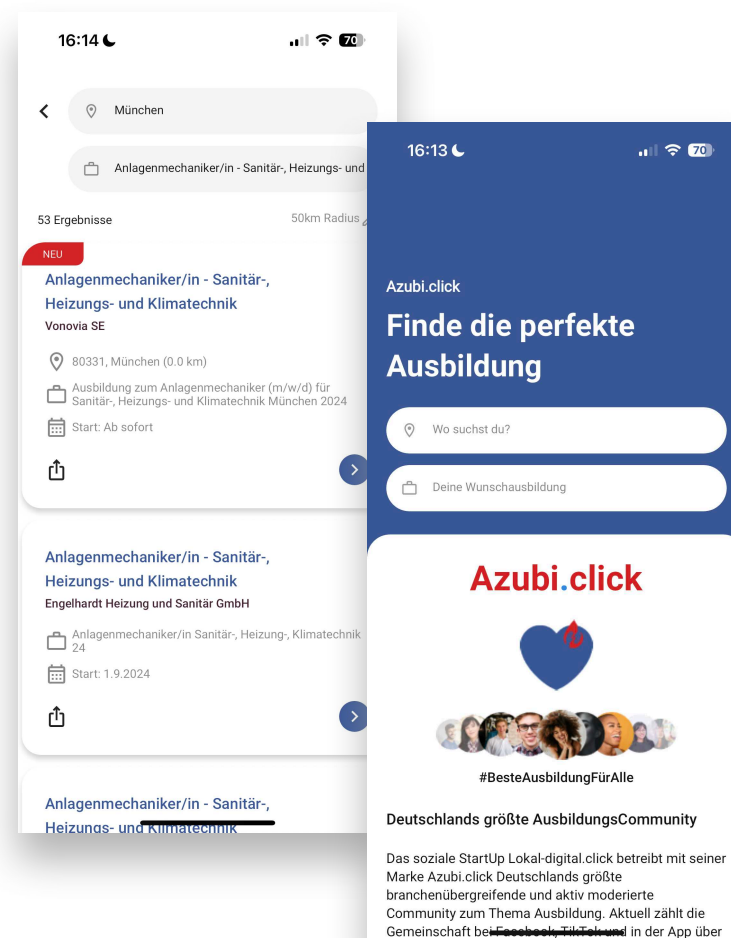 16:14
70
München
Anlagenmechaniker/in - Sanitär-, Heizungs- und
53 Ergebnisse
50km Radius
NEU
Anlagenmechaniker/in - Sanitär-,
Heizungs- und Klimatechnik
Vonovia SE
80331, München (0.0 km)
Ausbildung zum Anlagenmechaniker (m/w/d) für
Sanitär-, Heizungs- und Klimatechnik München 2024
Start: Ab sofort
Anlagenmechaniker/in - Sanitär-,
Heizungs- und Klimatechnik
Engelhardt Heizung und Sanitär GmbH
Anlagenmechaniker/in Sanitär-, Heizung-, Klimatechnik
24
Start: 1.9.2024
Anlagenmechaniker/in - Sanitär-,
Heizungs- und Klimatechnik
16:13
70
Azubi.click
Finde die perfekte
Ausbildung
Wo suchst du?
Deine Wunschausbildung
Azubi.click
#BesteAusbildungFürAlle
Deutschlands größte AusbildungsCommunity
Das soziale StartUp Lokal-digital.click betreibt mit seiner
Marke Azubi.click Deutschlands größte
branchenübergreifende und aktiv moderierte
Community zum Thema Ausbildung. Aktuell zählt die
Gemeinschaft bei Facebook, TikTok und in der App über